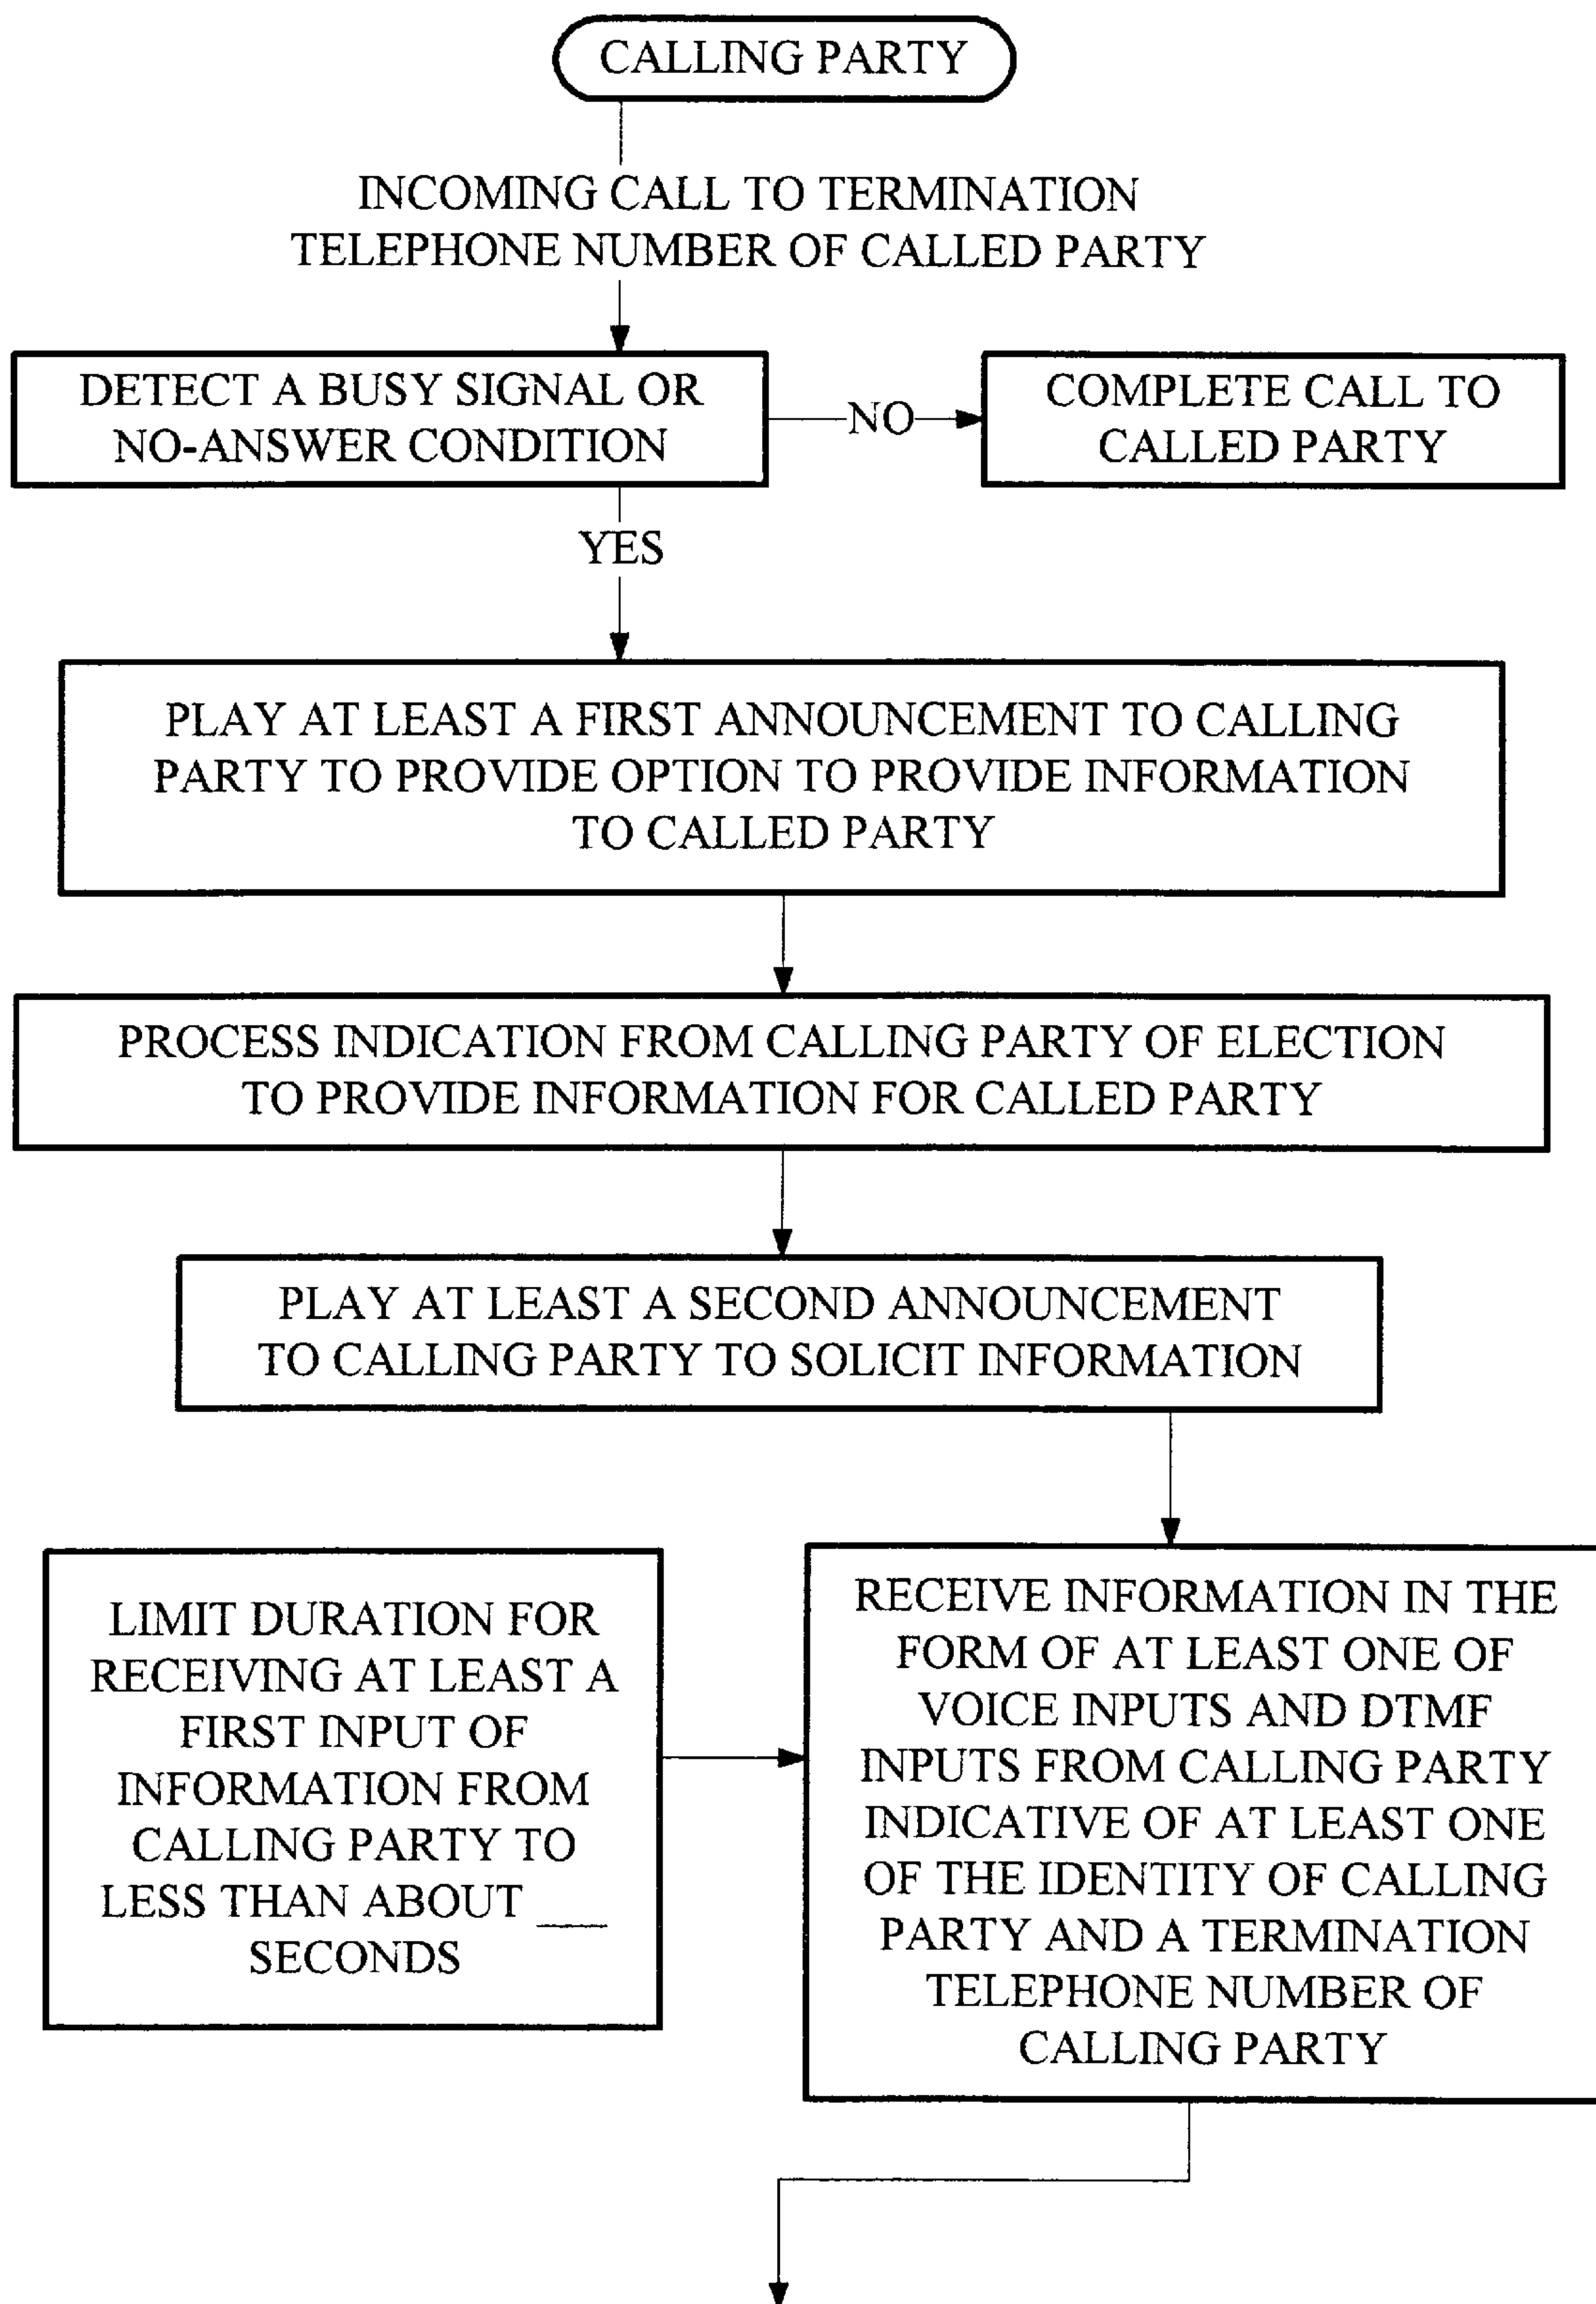 CALLING PARTY
INCOMING CALL TO TERMINATION
TELEPHONE NUMBER OF CALLED PARTY
DETECT A BUSY SIGNAL OR
NO-ANSWER CONDITION
NO
COMPLETE CALL TO
CALLED PARTY
YES
PLAY AT LEAST A FIRST ANNOUNCEMENT TO CALLING
PARTY TO PROVIDE OPTION TO PROVIDE INFORMATION
TO CALLED PARTY
PROCESS INDICATION FROM CALLING PARTY OF ELECTION
TO PROVIDE INFORMATION FOR CALLED PARTY
PLAY AT LEAST A SECOND ANNOUNCEMENT
TO CALLING PARTY TO SOLICIT INFORMATION
LIMIT DURATION FOR
RECEIVING AT LEAST A
FIRST INPUT OF
INFORMATION FROM
CALLING PARTY TO
LESS THAN ABOUT ___
SECONDS
RECEIVE INFORMATION IN THE
FORM OF AT LEAST ONE OF
VOICE INPUTS AND DTMF
INPUTS FROM CALLING PARTY
INDICATIVE OF AT LEAST ONE
OF THE IDENTITY OF CALLING
PARTY AND A TERMINATION
TELEPHONE NUMBER OF
CALLING PARTY